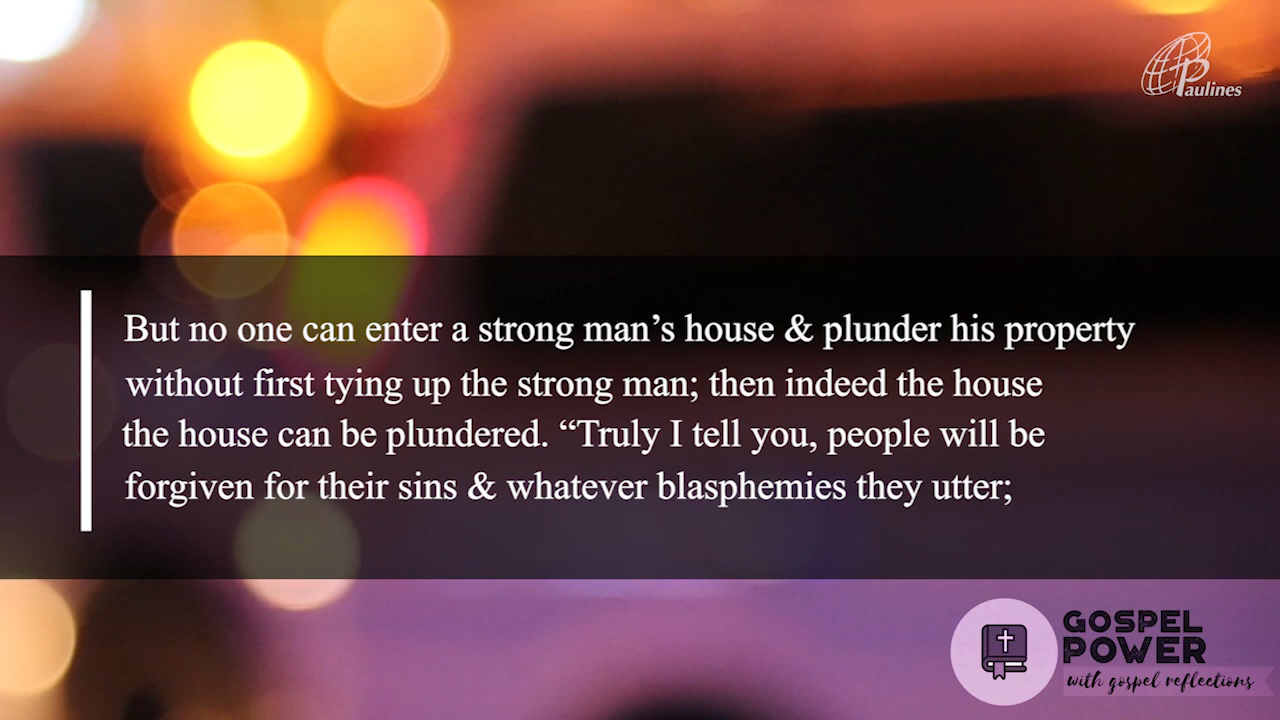 Paulines
But no one can enter a strong man’s house & plunder his property
without first tying up the strong man; then indeed the house
the house can be plundered. “Truly I tell you, people will be
forgiven for their sins & whatever blasphemies they utter;
GOSPEL
POWER
with gospel reflections